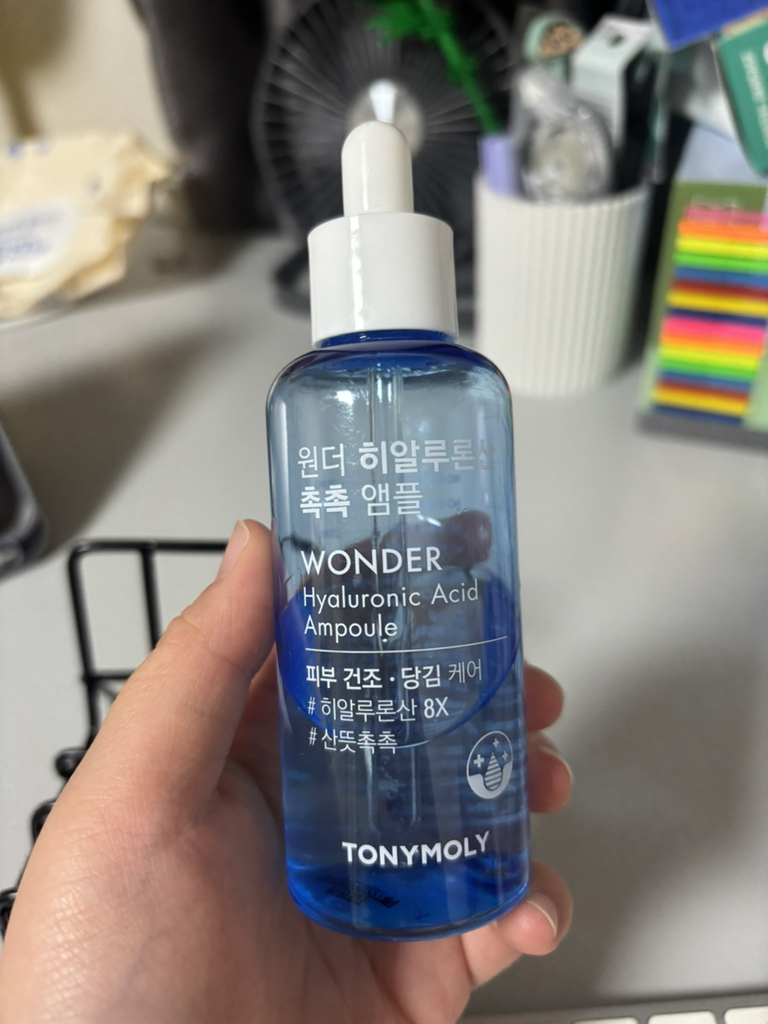 원더 히알루론산
촉촉 앰플
WONDER
Hyaluronic Acid
Ampoule
피부 건조·당김 케어
# 히알루론산 8X
# 산뜻촉촉
TONYMOLY